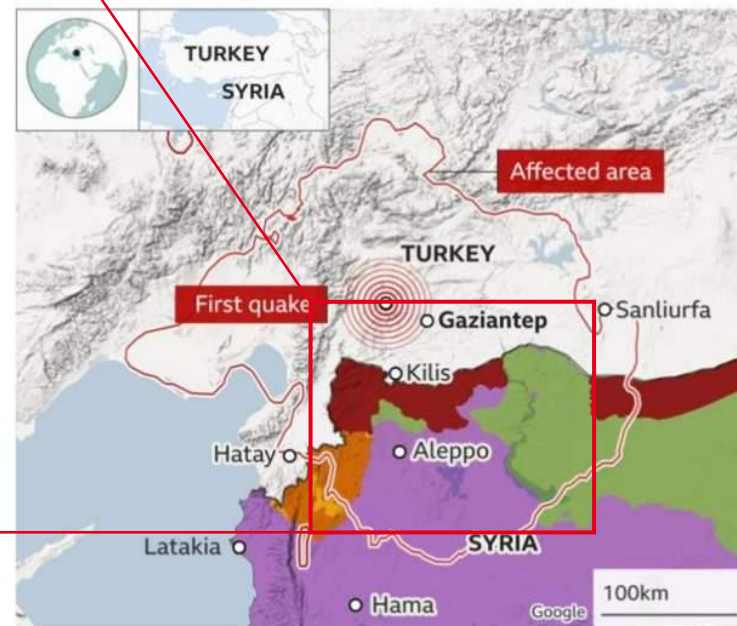 TURKEY
SYRIA
Affected area
TURKEY
First quake
Gaziantep
Sanliurfa
Kilis
Hatay
Aleppo
Latakia
SYRIA
Hama
Google
100km